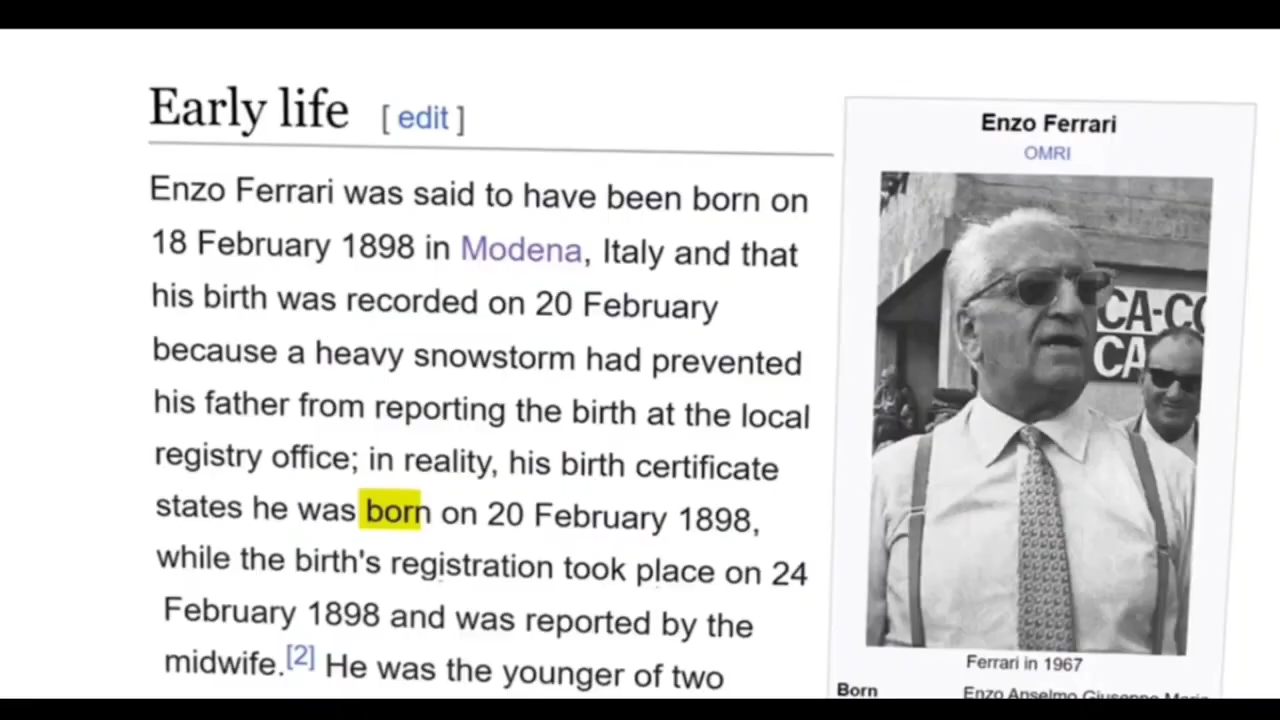 Early life [ edit ]
Enzo Ferrari was said to have been born on
18 February 1898 in Modena, Italy and that
his birth was recorded on 20 February
because a heavy snowstorm had prevented
his father from reporting the birth at the local
registry office; in reality, his birth certificate
states he was born on 20 February 1898,
while the birth's registration took place on 24
February 1898 and was reported by the
midwife.[2] He was the younger of two
Enzo Ferrari
OMRI
CA-CO
CA
Ferrari in 1967
Born Enzo Anselmo Giuseppe Maria